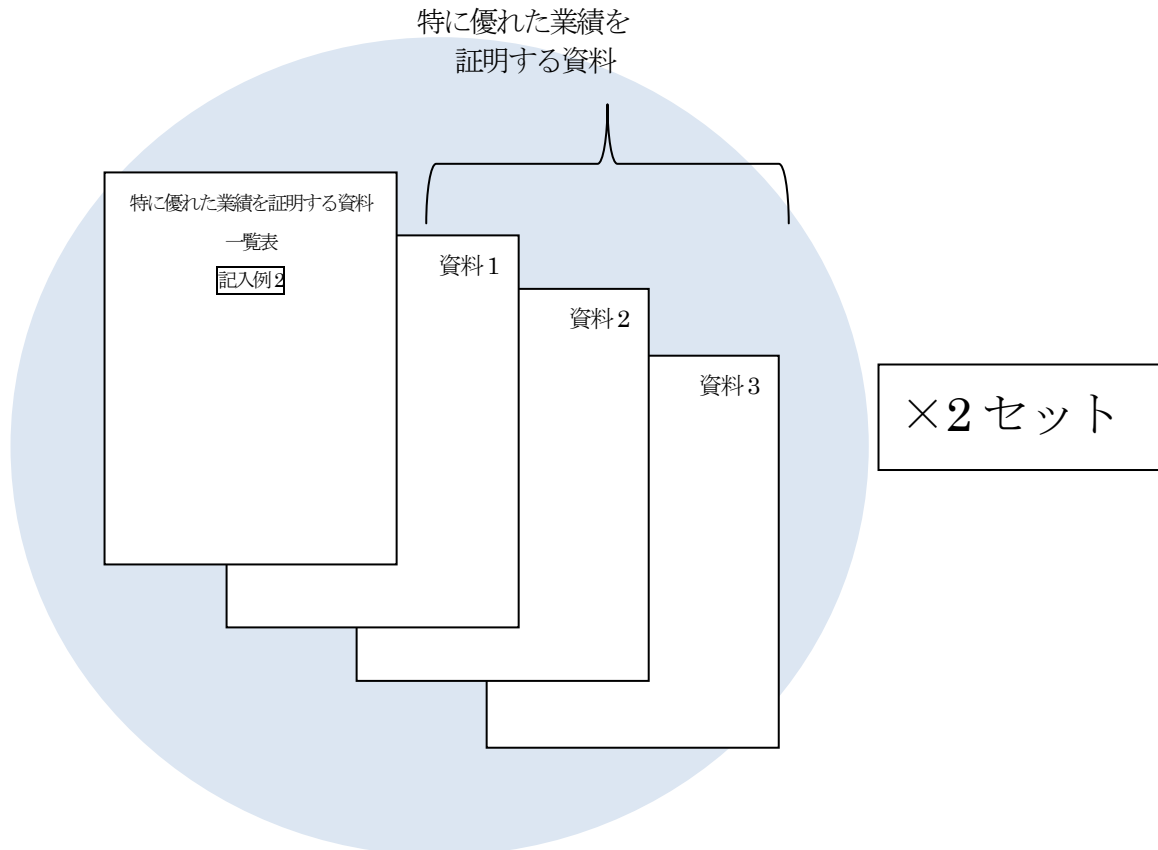 特に優れた業績を
証明する資料
特に優れた業績を証明する資料
一覧表
記入例2
資料1
資料2
資料3
×2セット